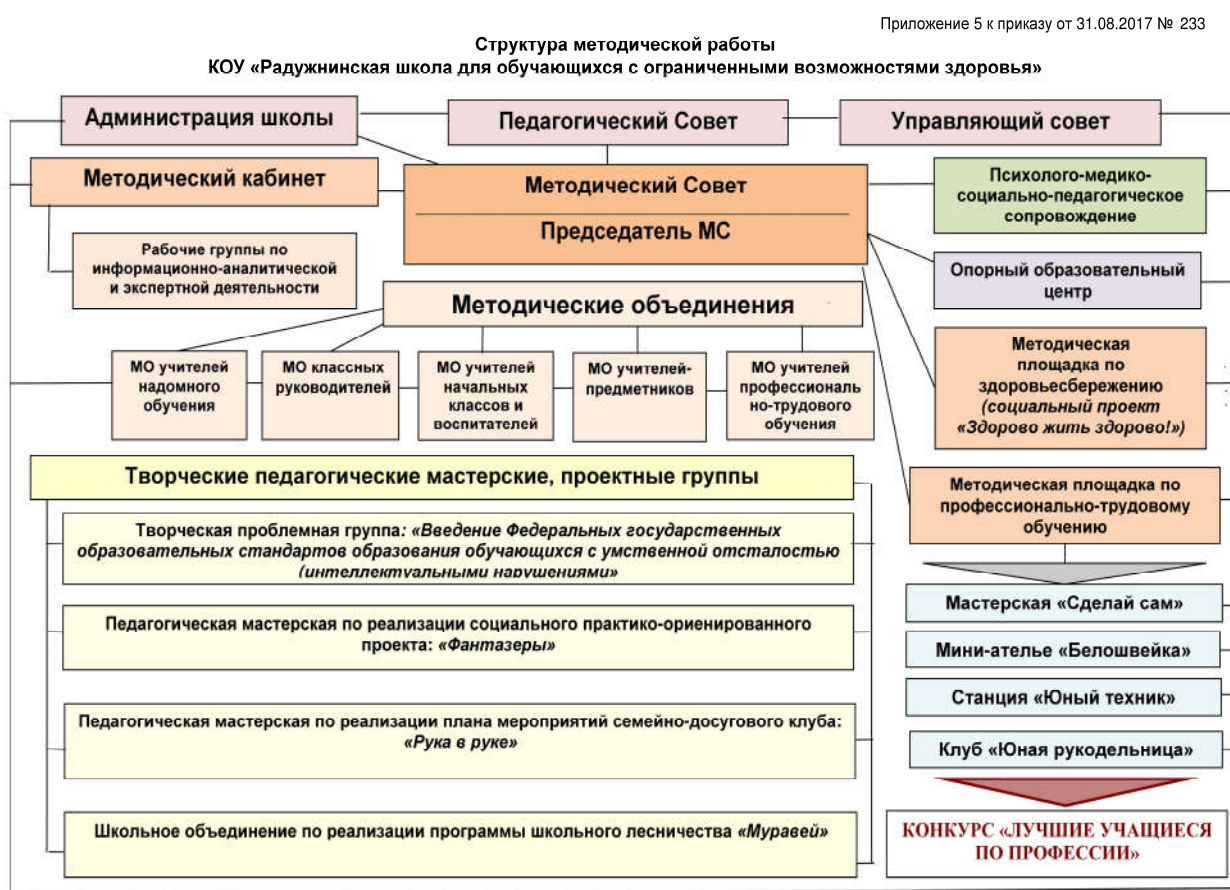 Приложение 5 к приказу от 31.08.2017 № 233
Структура методической работы
КОУ «Радужнинская школа для обучающихся с ограниченными возможностями здоровья»
Администрация школы
Педагогический Совет
Управляющий совет
Методический кабинет
Методический Совет
Председатель МС
Психолого-медико-
социально-педагогическое
сопровождение
Рабочие группы по
информационно-аналитической
и экспертной деятельности
Опорный образовательный
центр
Методические объединения
МО учителей
надомного
обучения
МО классных
руководителей
МО учителей
начальных
классов и
воспитателей
МО учителей-
предметников
МО учителей
профессиональ
но-трудового
обучения
Методическая
площадка по
здоровьесбережению
(социальный проект
«Здорово жить здорово!»)
Творческие педагогические мастерские, проектные группы
Творческая проблемная группа: «Введение Федеральных государственных
образовательных стандартов образования обучающихся с умственной отсталостью
(интеллектуальными нарушениями»
Педагогическая мастерская по реализации социального практико-ориенированного
проекта: «Фантазеры»
Педагогическая мастерская по реализации плана мероприятий семейно-досугового клуба:
«Рука в руке»
Школьное объединение по реализации программы школьного лесничества «Муравей»
Методическая площадка по
профессионально-трудовому
обучению
Мастерская «Сделай сам»
Мини-ателье «Белошвейка»
Станция «Юный техник»
Клуб «Юная рукодельница»
КОНКУРС «ЛУЧШИЕ УЧАЩИЕСЯ
ПО ПРОФЕССИИ»